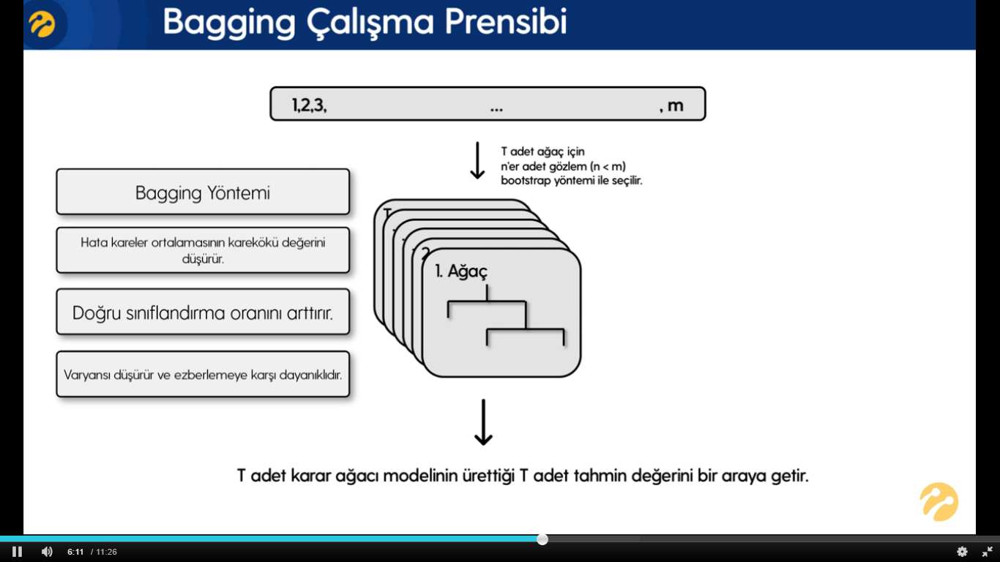 Bagging Çalışma Prensibi
1,2,3, ... , m
T adet ağaç için
n'er adet gözlem (n < m)
bootstrap yöntemi ile seçilir.
Bagging Yöntemi
Hata kareler ortalamasının karekökü değerini
düşürür.
Doğru sınıflandırma oranını arttırır.
Varyansı düşürür ve ezberlemeye karşı dayanıklıdır.
T
2
1. Ağaç
T adet karar ağacı modelinin ürettiği T adet tahmin değerini bir araya getir.
6:11 / 11:26